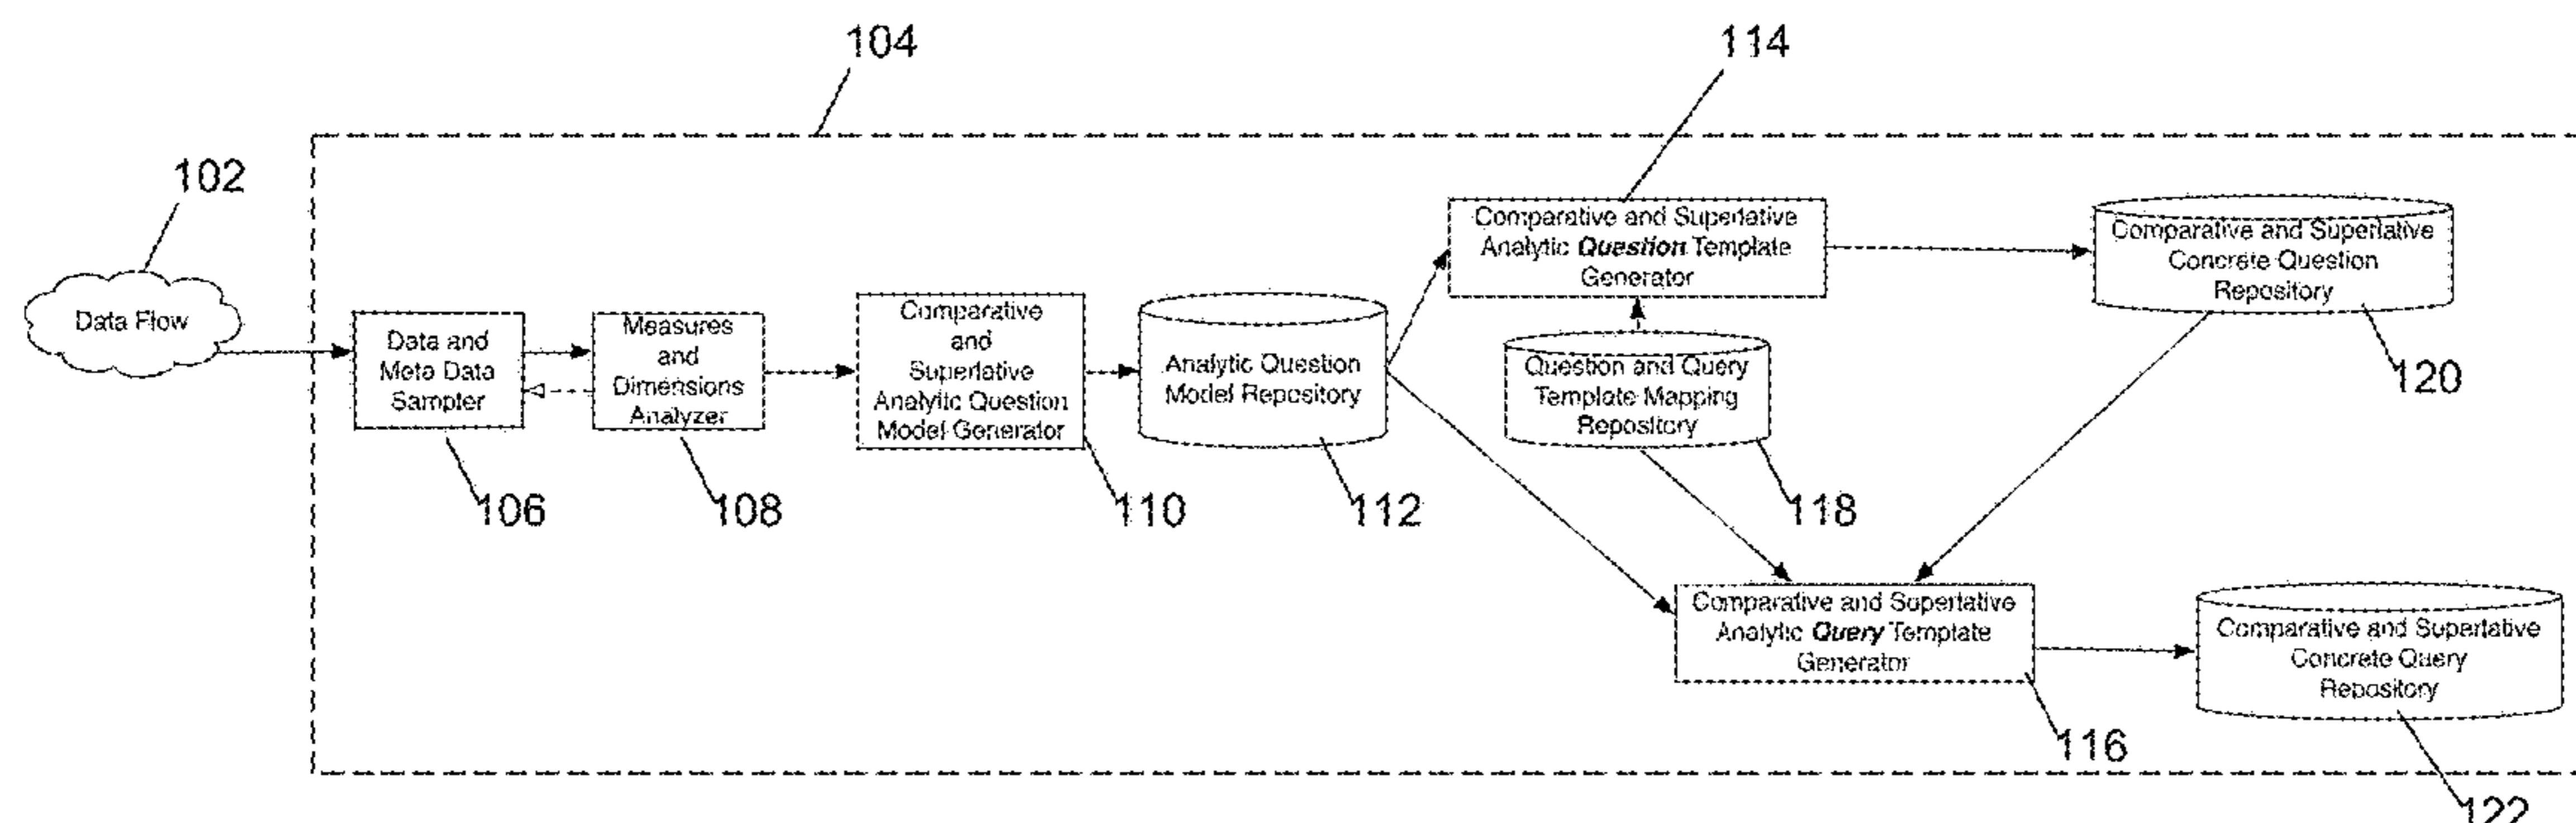 104
114
102
Data Flow
Data and
Meta Data
Sampler
106
Measures
and
Dimensions
Analyzer
108
Comparative
and
Superlative
Analytic Question
Model Generator
110
Analytic Question
Model Repository
112
Comparative and Superlative
Analytic Question Template
Generator
Question and Query
Template Mapping
Repository
118
Comparative and Superlative
Concrete Question
Repository
120
Comparative and Superlative
Analytic Query Template
Generator
116
Comparative and Superlative
Concrete Query
Repository
122